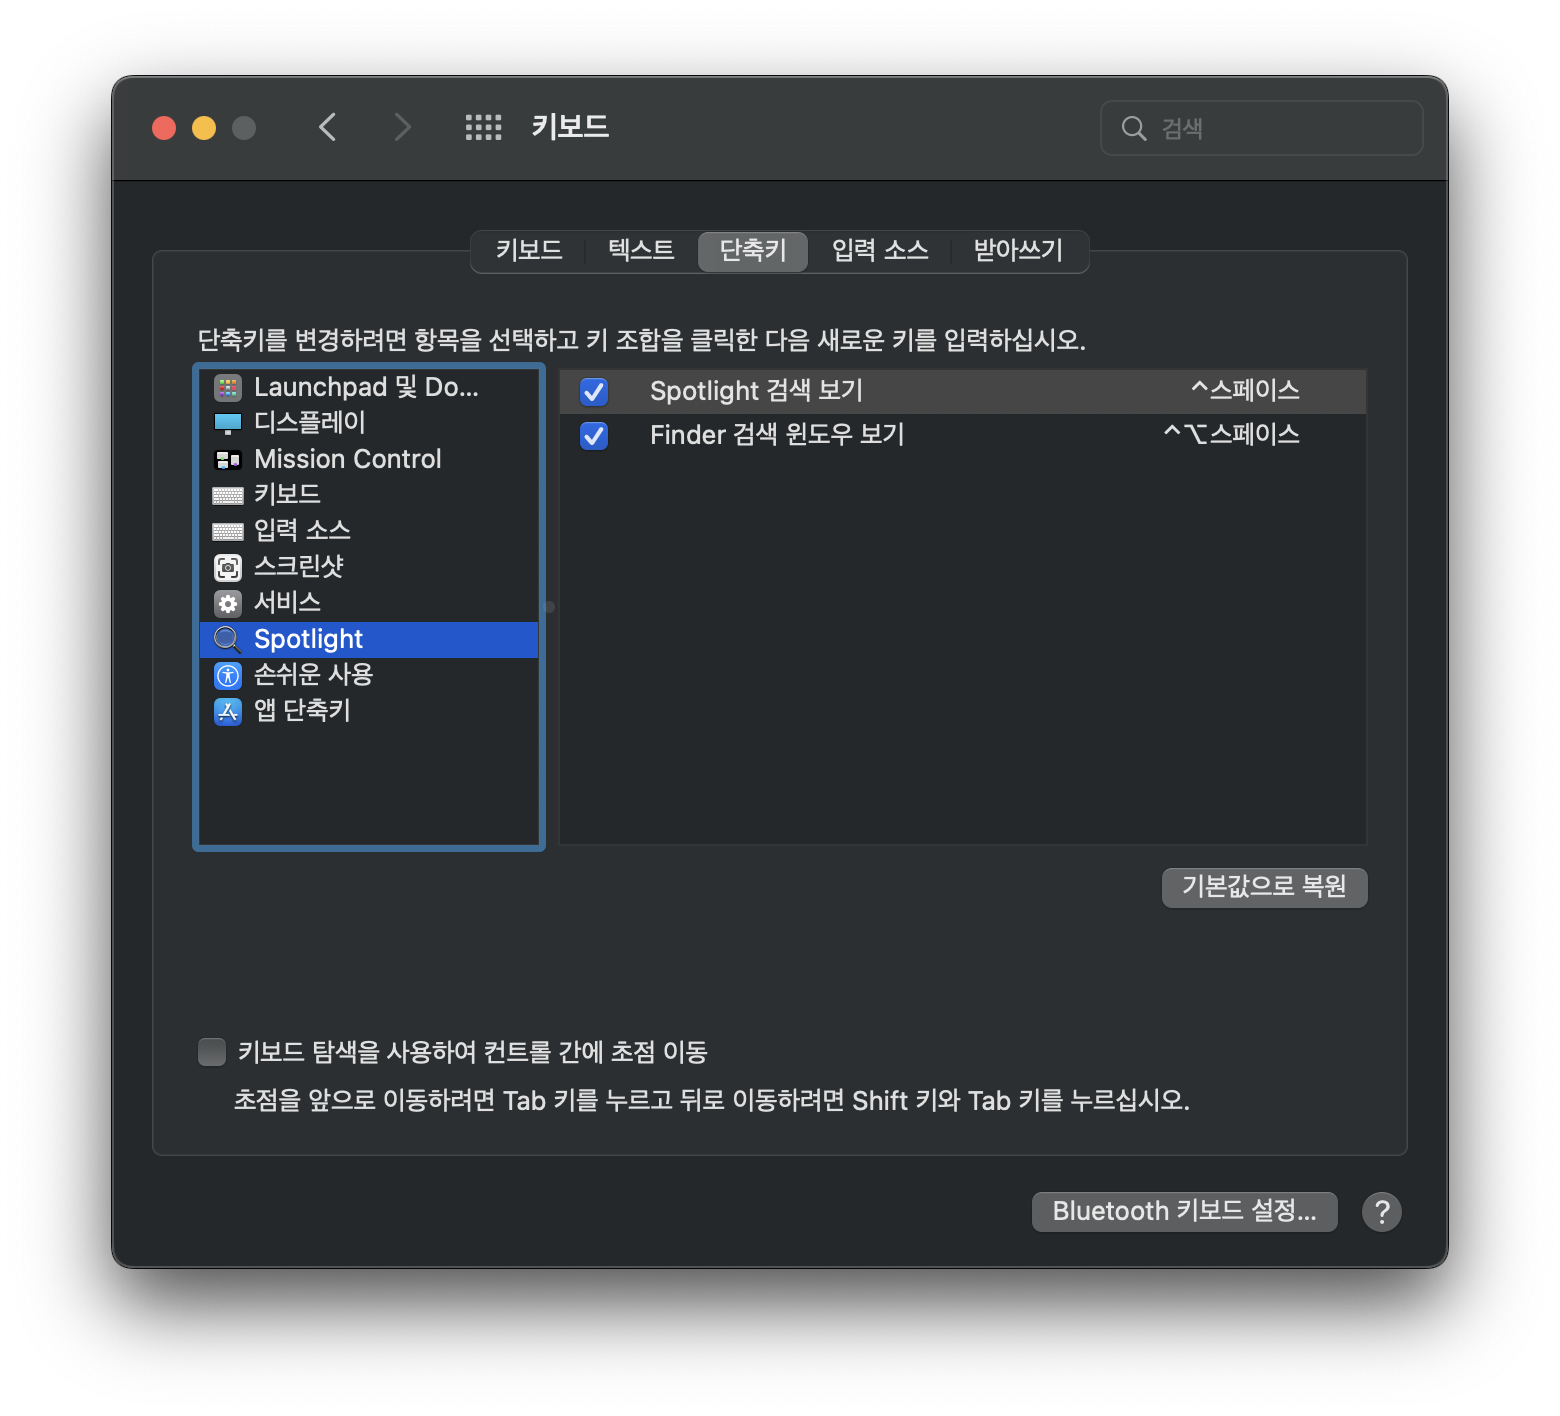 키보드
검색
키보드 텍스트 단축키 입력 소스 받아쓰기
단축키를 변경하려면 항목을 선택하고 키 조합을 클릭한 다음 새로운 키를 입력하십시오.
Launchpad 및 Do...
디스플레이
Mission Control
키보드
입력 소스
스크린샷
서비스
Spotlight
손쉬운 사용
앱 단축키
Spotlight 검색 보기 ^스페이스
Finder 검색 윈도우 보기 ^⌥스페이스
기본값으로 복원
키보드 탐색을 사용하여 컨트롤 간에 초점 이동
초점을 앞으로 이동하려면 Tab 키를 누르고 뒤로 이동하려면 Shift 키와 Tab 키를 누르십시오.
Bluetooth 키보드 설정... ?